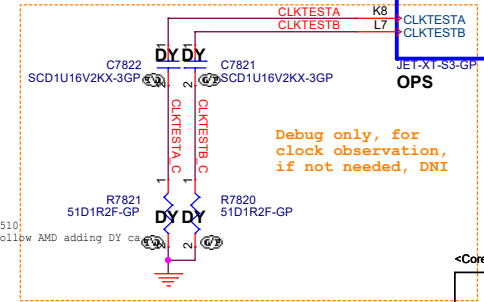 CLKTESTA K8 CLKTESTA
CLKTESTB L7 CLKTESTB
JET-XT-S3-GP
OPS
DY DY
1 1
C7822 C7821
SCD1U16V2KX-3GP SCD1U16V2KX-3GP
2 2
CLKTESTA_C CLKTESTB_C
Debug only, for
clock observation,
if not needed, DNI
1 1
R7821 R7820
51D1R2F-GP 51D1R2F-GP
DY DY
510
ollow AMD adding DY ca
2 2
<Core